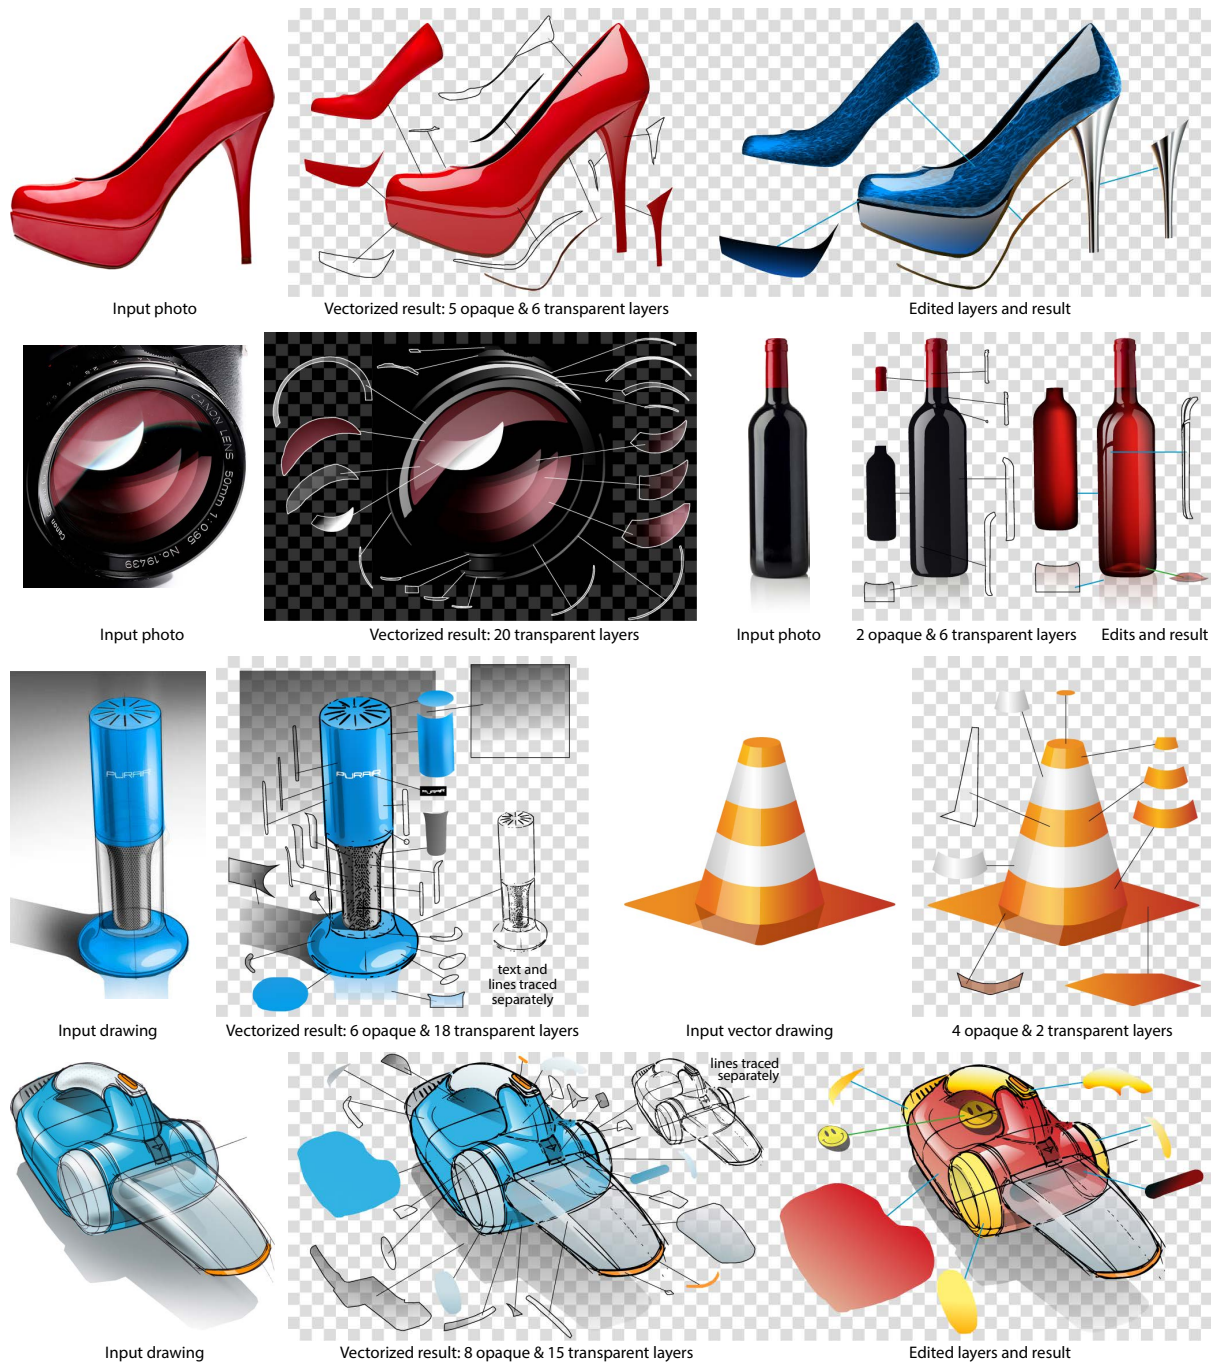 Input photo
Vectorized result: 5 opaque & 6 transparent layers
Edited layers and result
CANON LENS 50mm 1:0.95 No.19439
Canon
Input photo
Vectorized result: 20 transparent layers
Input photo
2 opaque & 6 transparent layers
Edits and result
PURAIR
PURAIR
PURAIR
text and
lines traced
separately
Input drawing
Vectorized result: 6 opaque & 18 transparent layers
Input vector drawing
4 opaque & 2 transparent layers
lines traced
separately
Input drawing
Vectorized result: 8 opaque & 15 transparent layers
Edited layers and result